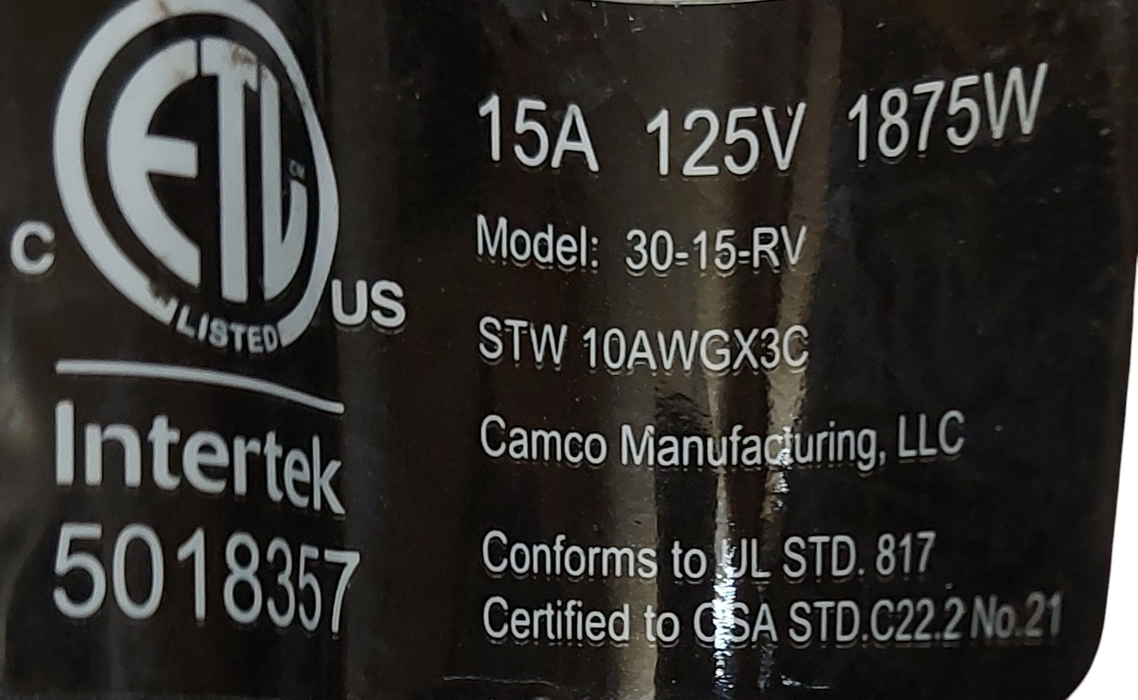 ETL CM
LISTED
C US
Intertek
5018357
15A 125V 1875W
Model: 30-15-RV
STW 10AWGX3C
Camco Manufacturing, LLC
Conforms to UL STD. 817
Certified to CSA STD.C22.2 No.21